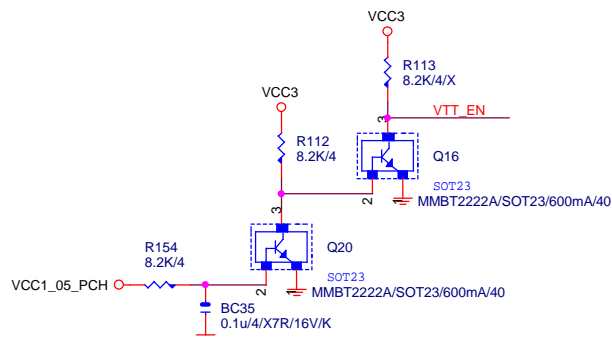 VCC3
R113
8.2K/4/X
VCC3
VTT_EN
3
R112
8.2K/4
Q16
SOT23
2
1
MMBT2222A/SOT23/600mA/40
3
R154
8.2K/4
Q20
SOT23
VCC1_05_PCH
2
1
MMBT2222A/SOT23/600mA/40
BC35
0.1u/4/X7R/16V/K